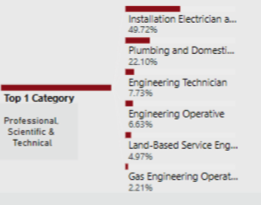 Installation Electrician a...
49.72%
Plumbing and Domesti...
22.10%
Engineering Technician
7.73%
Top 1 Category
Engineering Operative
6.63%
Professional,
Scientific &
Technical
Land-Based Service Eng...
4.97%
Gas Engineering Operat...
2.21%